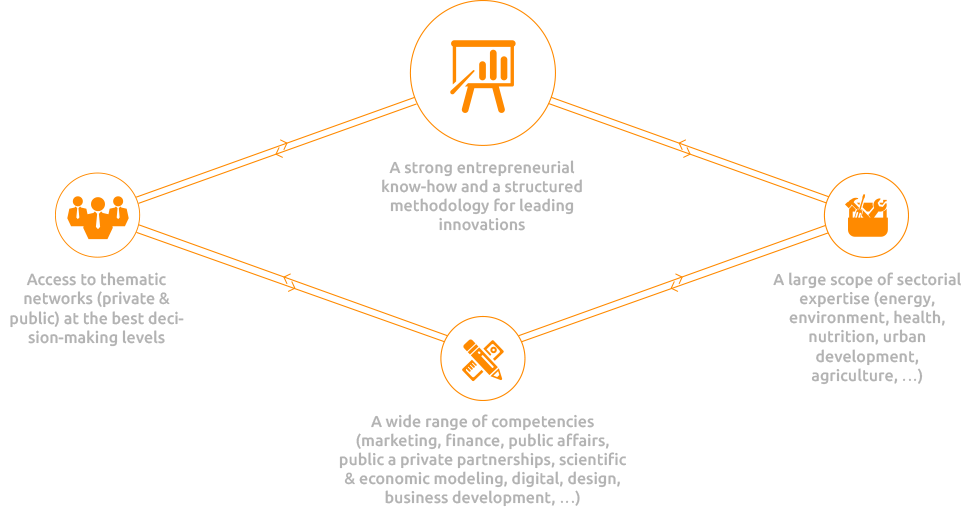 A strong entrepreneurial
know-how and a structured
methodology for leading
innovations
Access to thematic
networks (private &
public) at the best deci-
sion-making levels
A large scope of sectorial
expertise (energy,
environment, health,
nutrition, urban
development,
agriculture, ...)
A wide range of competencies
(marketing, finance, public affairs,
public a private partnerships, scientific
& economic modeling, digital, design,
business development, ...)